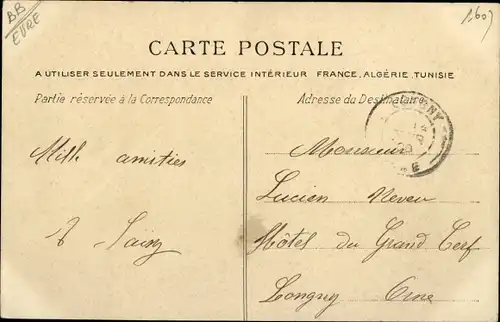 BB
EURE
CARTE POSTALE
A UTILISER SEULEMENT DANS LE SERVICE INTÉRIEUR FRANCE, ALGÉRIE, TUNISIE
Partie réservée à la Correspondance
Adresse du Destinataire
Mille amitiés
Monsieur
Lucien Neveu
Hôtel du Grand Cerf
Longny Orne